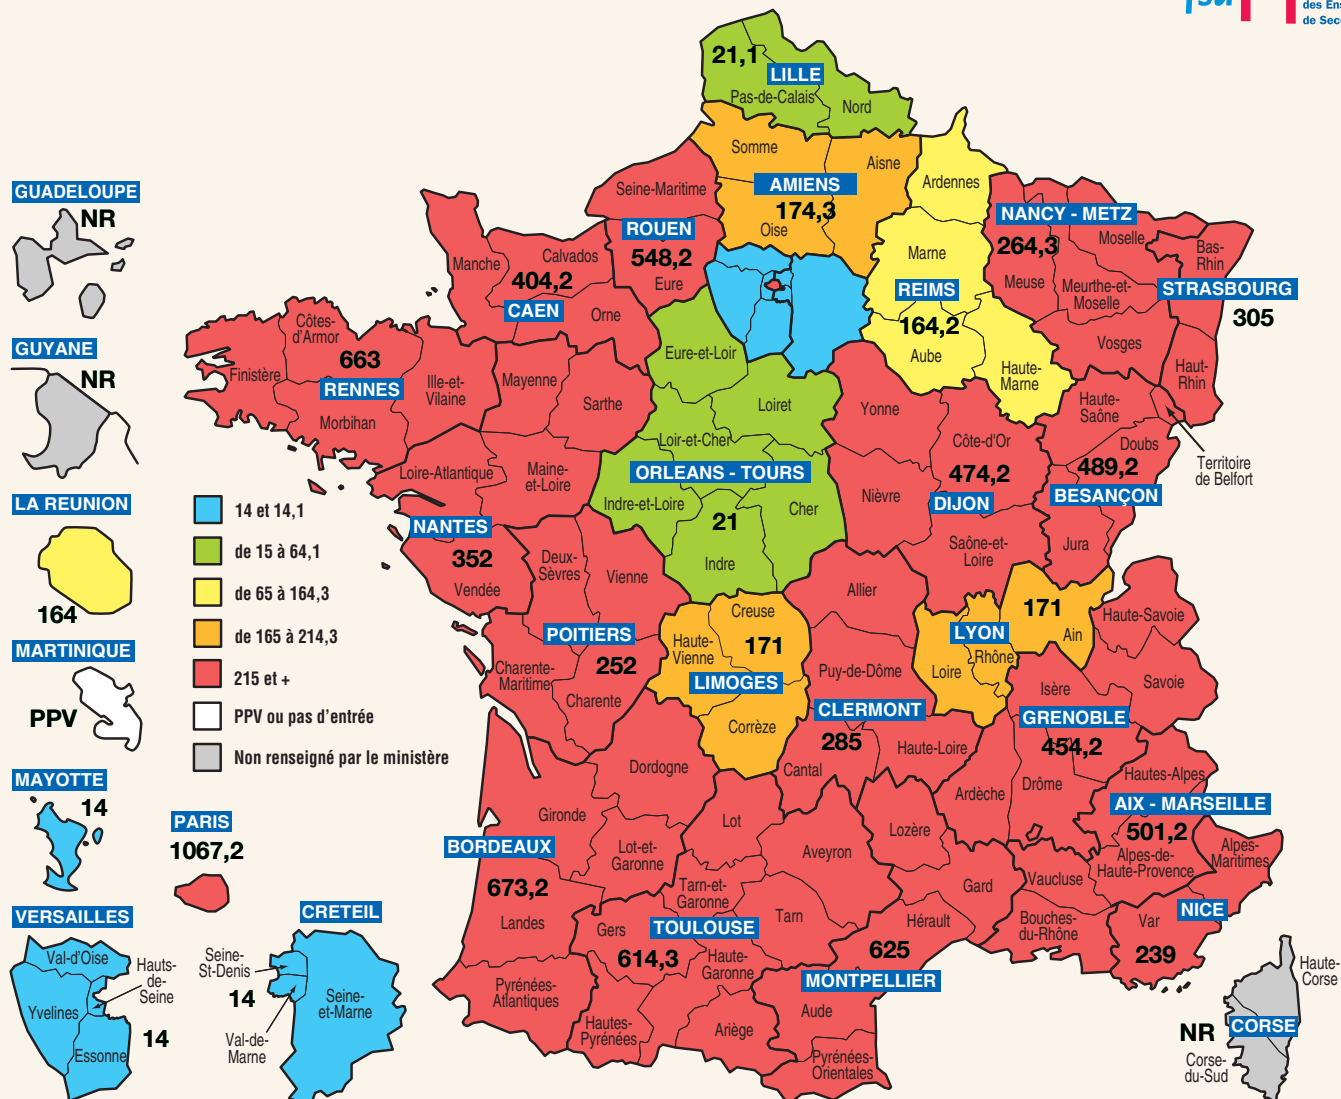 fsu
des Ens
de Seco
21,1
LILLE
Pas-de-Calais
Nord
Somme
Aisne
AMIENS
174,3
Oise
Ardennes
Marne
REIMS
164,2
Aube
Haute-
Marne
Seine-Maritime
ROUEN
548,2
Eure
Manche
Calvados
404,2
CAEN
Orne
NANCY - METZ
264,3
Moselle
Meuse
Meurthe-et-
Moselle
Vosges
Bas-
Rhin
STRASBOURG
305
Haut-
Rhin
GUADELOUPE
NR
GUYANE
NR
LA REUNION
164
MARTINIQUE
PPV
MAYOTTE
14
PARIS
1067,2
VERSAILLES
Val-d'Oise
Hauts-
de-
Seine
Yvelines
Essonne
14
CRETEIL
Seine-
St-Denis
14
Val-de-
Marne
Seine-
et-Marne
14 et 14,1
de 15 à 64,1
de 65 à 164,3
de 165 à 214,3
215 et +
PPV ou pas d'entrée
Non renseigné par le ministère
Côtes-
d'Armor
Finistère
663
RENNES
Ille-et-
Vilaine
Morbihan
Mayenne
Sarthe
Loire-Atlantique
Maine-
et-Loire
NANTES
352
Vendée
Eure-et-Loir
Loiret
Loir-et-Cher
ORLEANS - TOURS
Indre-et-Loire
21
Cher
Indre
Yonne
Côte-d'Or
474,2
Nièvre
DIJON
Saône-et-
Loire
Haute-
Saône
Doubs
489,2
BESANÇON
Jura
Territoire
de Belfort
Deux-
Sèvres
Vienne
POITIERS
252
Charente-
Maritime
Charente
Creuse
Haute-
Vienne
171
LIMOGES
Corrèze
Allier
Puy-de-Dôme
CLERMONT
285
Haute-Loire
Cantal
171
Ain
LYON
Rhône
Loire
Haute-Savoie
Savoie
Isère
GRENOBLE
454,2
Ardèche
Drôme
Hautes-Alpes
AIX - MARSEILLE
501,2
Alpes-de-
Haute-Provence
Vaucluse
Bouches-
du-Rhône
Alpes-
Maritimes
NICE
Var
239
Dordogne
Gironde
BORDEAUX
Lot-et-
Garonne
673,2
Landes
Pyrénées-
Atlantiques
Lot
Aveyron
Tarn-et-
Garonne
Tarn
Gers
TOULOUSE
614,3
Haute-
Garonne
Hautes-
Pyrénées
Ariège
Lozère
Gard
Hérault
625
MONTPELLIER
Aude
Pyrénées-
Orientales
Haute-
Corse
NR
CORSE
Corse-
du-Sud